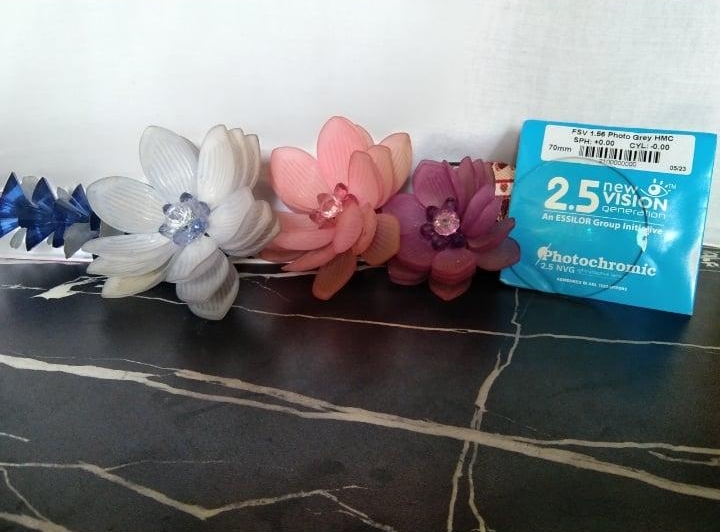 FSV 1.56 Photo Grey HMC
SPH: ±0.00 CYL: -0.00
70mm
05/23
2.5 new VISION generation
TM
An ESSILOR Group Initiative
Photochromic
2.5 NVG